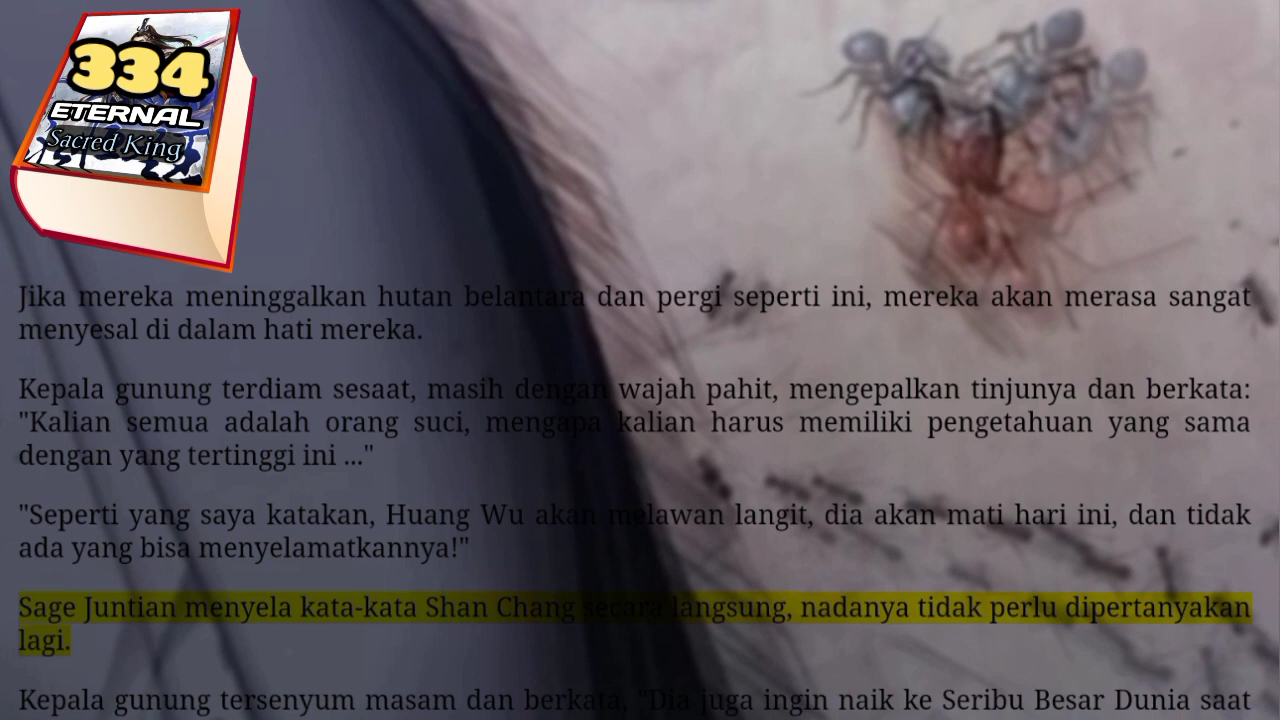 334
ETERNAL
Sacred King
Jika mereka meninggalkan hutan belantara dan pergi seperti ini, mereka akan merasa sangat
menyesal di dalam hati mereka.
Kepala gunung terdiam sesaat, masih dengan wajah pahit, mengepalkan tinjunya dan berkata:
"Kalian semua adalah orang suci, mengapa kalian harus memiliki pengetahuan yang sama
dengan yang tertinggi ini ..."
"Seperti yang saya katakan, Huang Wu akan melawan langit, dia akan mati hari ini, dan tidak
ada yang bisa menyelamatkannya!"
Sage Juntian menyela kata-kata Shan Chang secara langsung, nadanya tidak perlu dipertanyakan
lagi.
Kepala gunung tersenyum masam dan berkata, "Dia juga ingin naik ke Seribu Besar Dunia saat